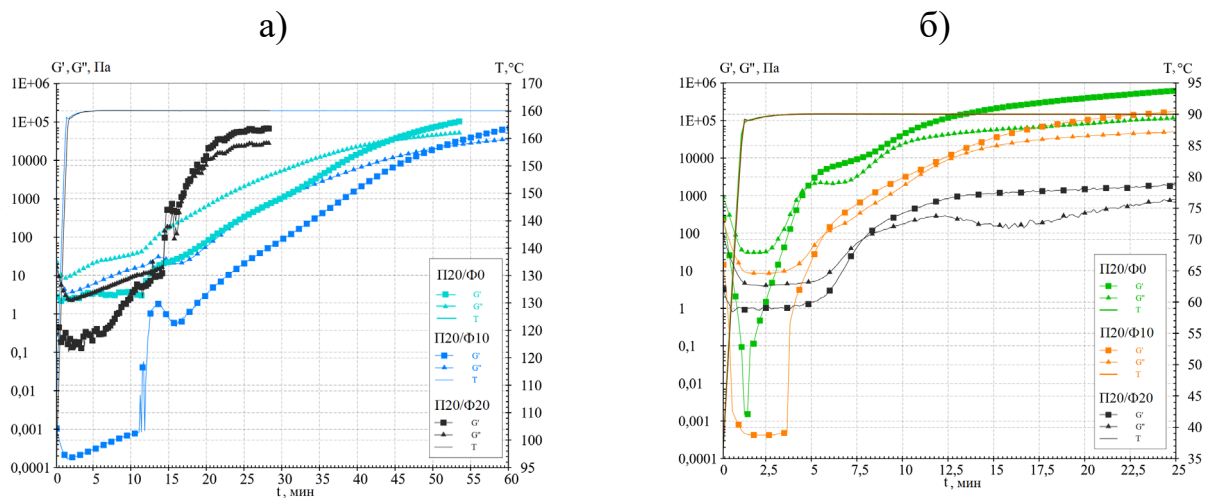 а)
б)
G', G'', Па
T, °C
1E+06
1E+05
10000
1000
100
10
1
0,1
0,01
0,001
0,0001
170
165
160
155
150
145
140
135
130
125
120
115
110
105
100
95
П20/Ф0
G'
G''
T
П20/Ф10
G'
G''
T
П20/Ф20
G'
G''
T
0 5 10 15 20 25 30 35 40 45 50 55 60
t, мин
G', G'', Па
T, °C
1E+06
1E+05
10000
1000
100
10
1
0,1
0,01
0,001
0,0001
95
90
85
80
75
70
65
60
55
50
45
40
35
П20/Ф0
G'
G''
T
П20/Ф10
G'
G''
T
П20/Ф20
G'
G''
T
0 2,5 5 7,5 10 12,5 15 17,5 20 22,5 25
t, мин